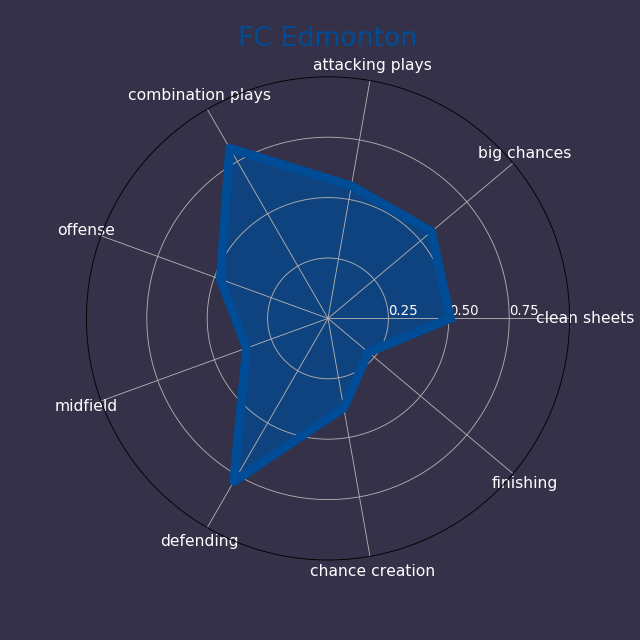 FC Edmonton
attacking plays
combination plays
big chances
offense
0.25
0.50
0.75
clean sheets
midfield
finishing
defending
chance creation